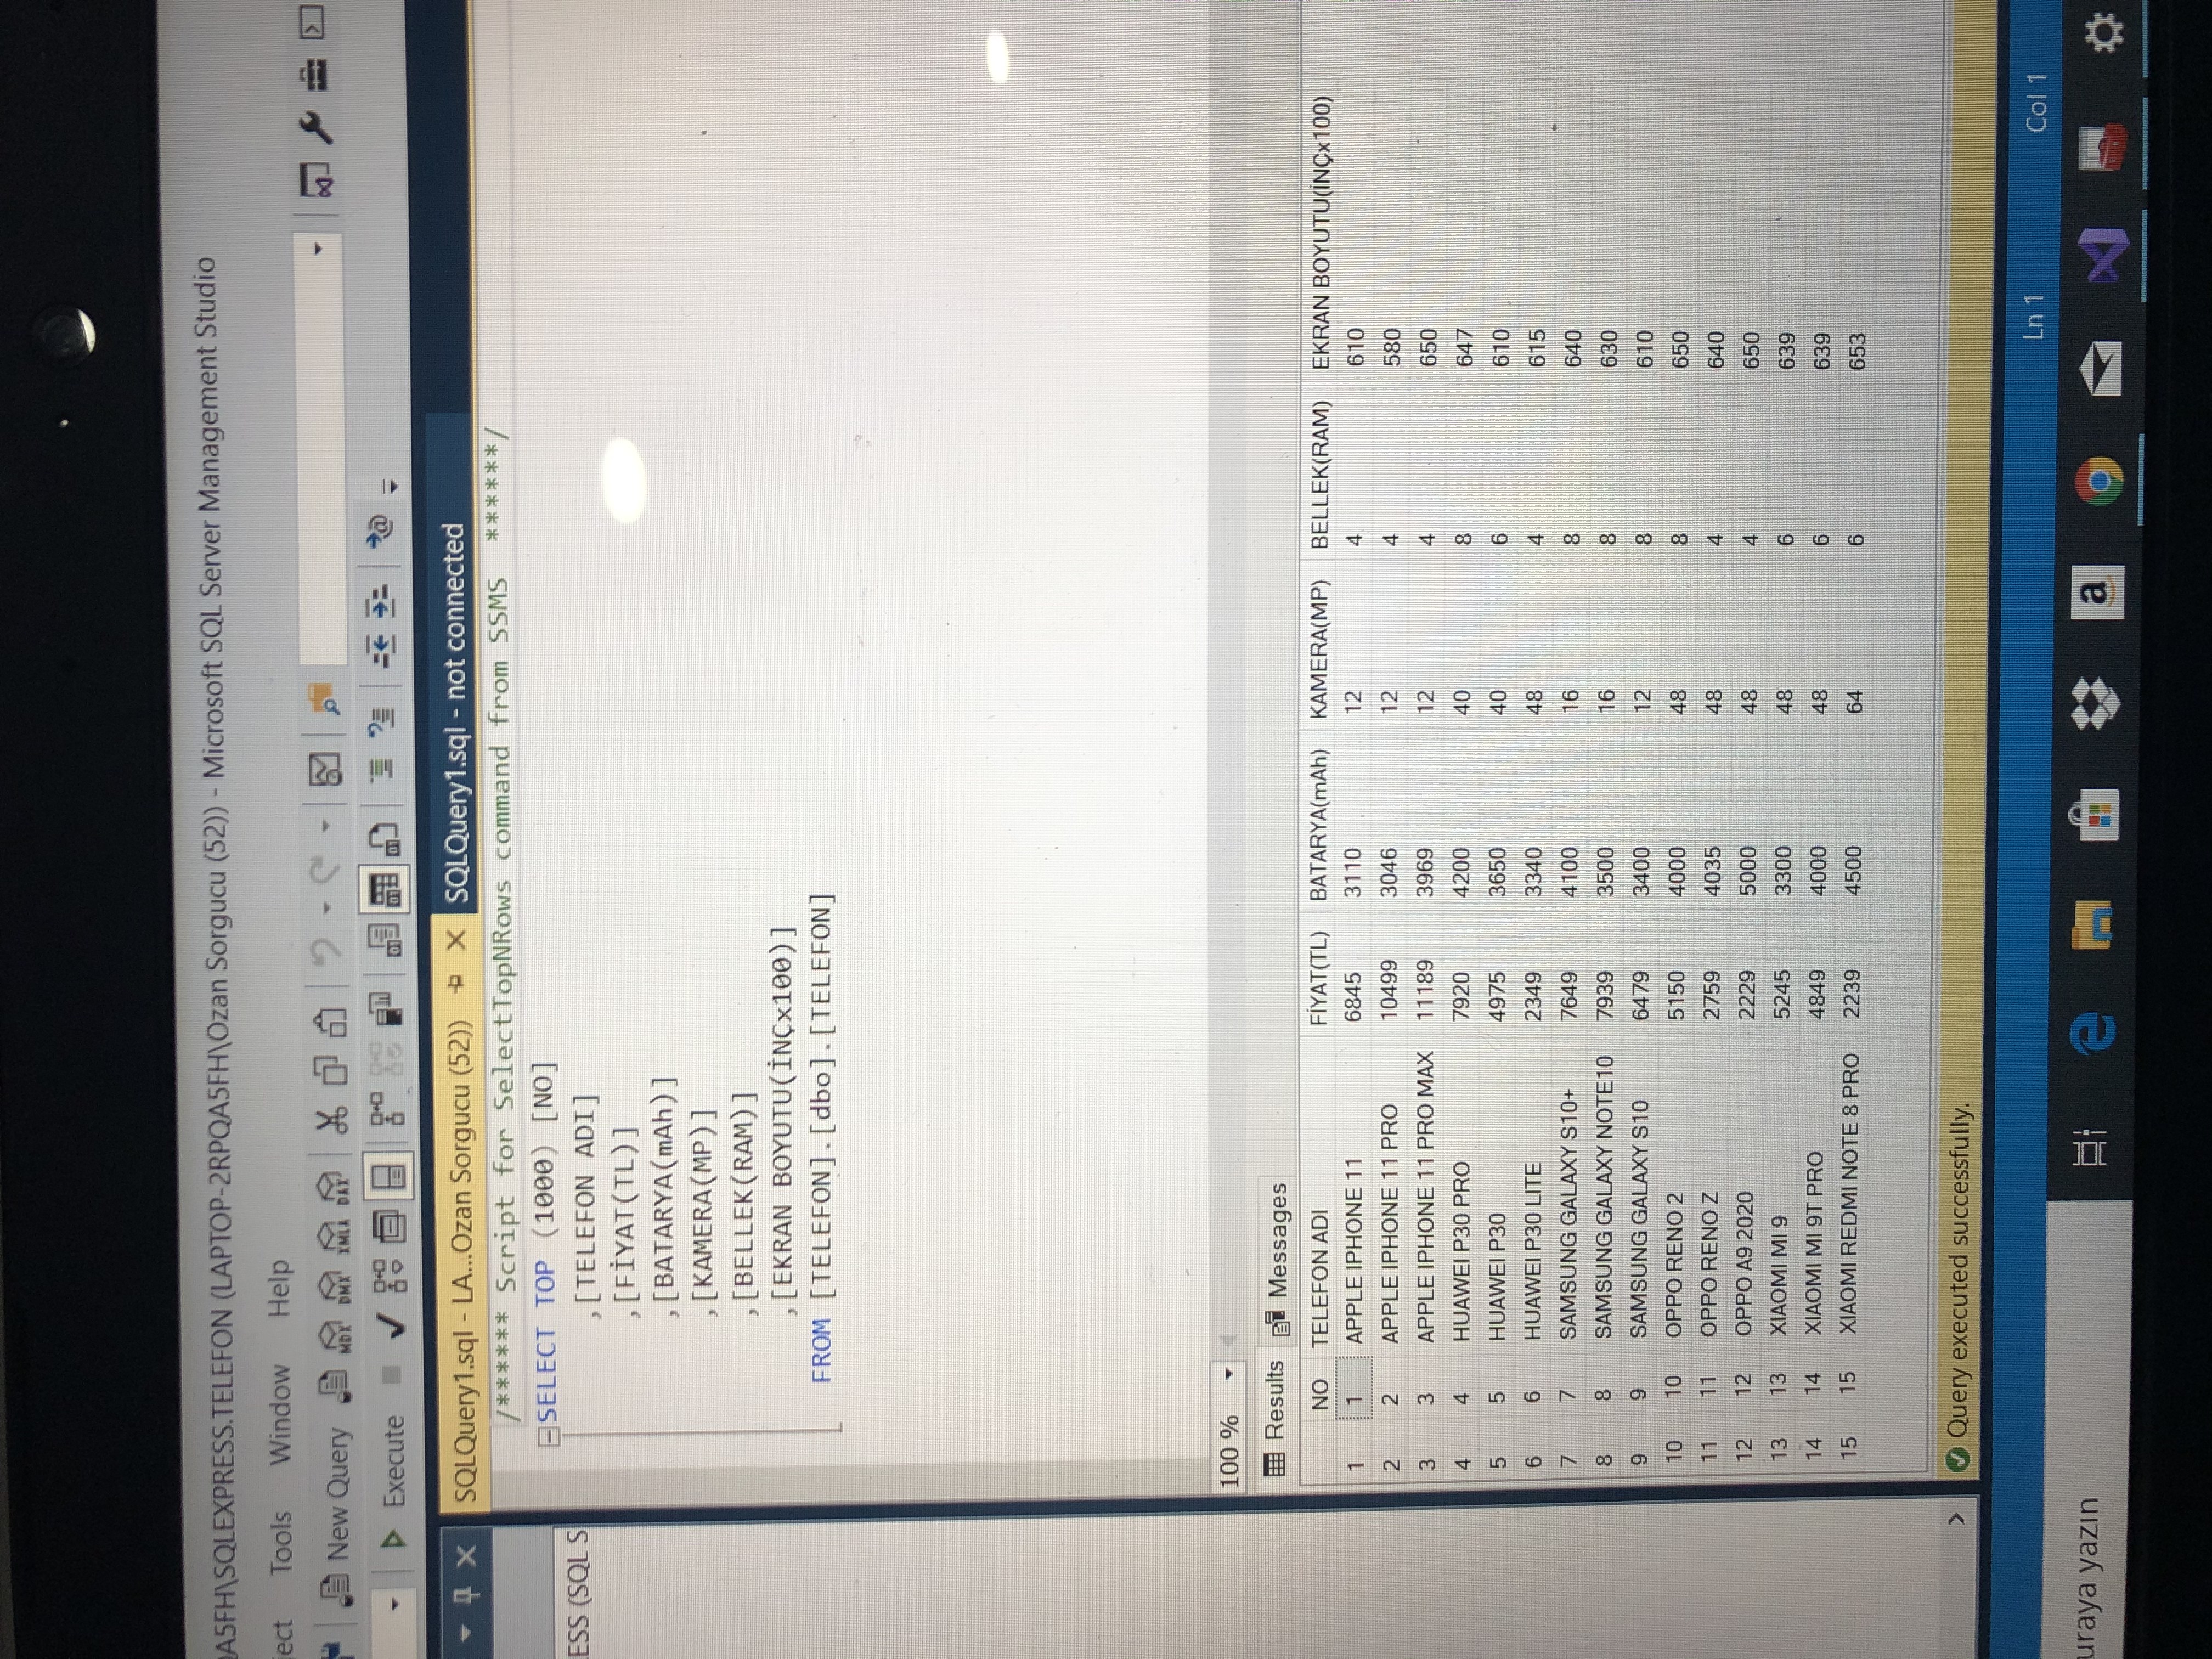 QA5FH\SQLEXPRESS.TELEFON (LAPTOP-2RPQA5FH\Ozan Sorgucu (52)) - Microsoft SQL Server Management Studio
ject Tools Window Help
New Query MDX DMX XMLA DAX
Execute
SQLQuery1.sql - LA...Ozan Sorgucu (52)) SQLQuery1.sql - not connected
ESS (SQL S
/****** Script for SelectTopNRows command from SSMS ******/
SELECT TOP (1000) [NO]
,[TELEFON ADI]
,[FİYAT(TL)]
,[BATARYA(mAh)]
,[KAMERA(MP)]
,[BELLEK(RAM)]
,[EKRAN BOYUTU(İNÇx100)]
FROM [TELEFON].[dbo].[TELEFON]
100 %
Results Messages
NO TELEFON ADI FİYAT(TL) BATARYA(mAh) KAMERA(MP) BELLEK(RAM) EKRAN BOYUTU(İNÇx100)
1 1 APPLE IPHONE 11 6845 3110 12 4 610
2 2 APPLE IPHONE 11 PRO 10499 3046 12 4 580
3 3 APPLE IPHONE 11 PRO MAX 11189 3969 12 4 650
4 4 HUAWEI P30 PRO 7920 4200 40 8 647
5 5 HUAWEI P30 4975 3650 40 6 610
6 6 HUAWEI P30 LITE 2349 3340 48 4 615
7 7 SAMSUNG GALAXY S10+ 7649 4100 16 8 640
8 8 SAMSUNG GALAXY NOTE10 7939 3500 16 8 630
9 9 SAMSUNG GALAXY S10 6479 3400 12 8 610
10 10 OPPO RENO 2 5150 4000 48 8 650
11 11 OPPO RENO Z 2759 4035 48 4 640
12 12 OPPO A9 2020 2229 5000 48 4 650
13 13 XIAOMI MI 9 5245 3300 48 6 639
14 14 XIAOMI MI 9T PRO 4849 4000 48 6 639
15 15 XIAOMI REDMI NOTE 8 PRO 2239 4500 64 6 653
Query executed successfully.
Ln 1 Col 1
uraya yazın
a